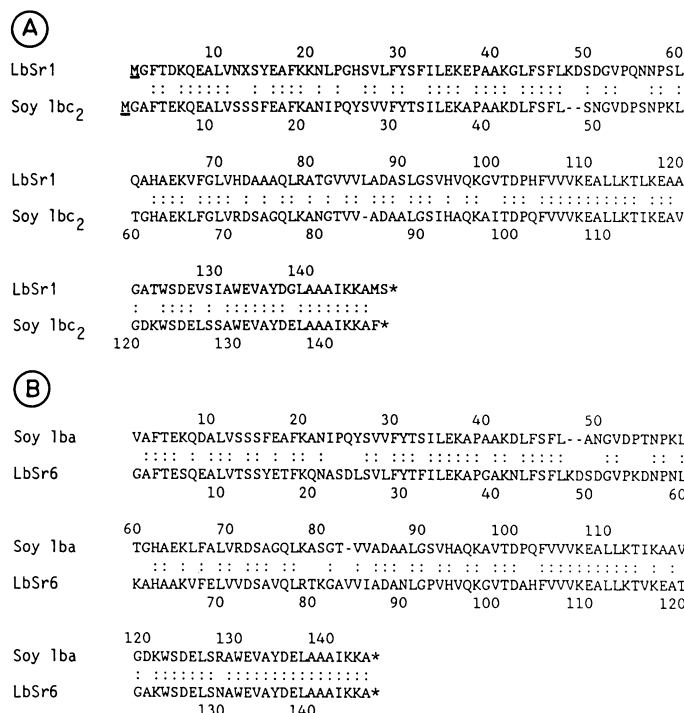 A
10 20 30 40 50 60
LbSr1 MGFTDKQEALVNXSYEAFKKNLPGHSVLFYSFILEKEPAAKGLFSFLKDSDGVPQNNPSL
Soy lbc2 MGAFTEKQEALVSSSFEAFKANIPQYSVVFYTSILEKAPAAKDLFSFL--SNGVDPSNPKL
10 20 30 40 50
70 80 90 100 110 120
LbSr1 QAHAEKVFGLVHDAAAQLRATGVVVLADASLGSVHVQKGVTDPHFVVVKEALLKTLKEAA
Soy lbc2 TGHAEKLFGLVRDSAGQLKANGTVV-ADAALGSIHAQKAITDPQFVVVKEALLKTIKEAV
60 70 80 90 100 110
130 140
LbSr1 GATWSDEVSIAWEVAYDGLAAAIKKAMS*
Soy lbc2 GDKWSDELSSAWEVAYDELAAAIKKAF*
120 130 140
B
10 20 30 40 50
Soy lba VAFTEKQDALVSSSFEAFKANIPQYSVVFYTSILEKAPAAKDLFSFL--ANGVDPTNPKL
LbSr6 GAFTESQEALVTSSYETFKQNASDLSVLFYTFILEKAPGAKNLFSFLKDSDGVPKDNPNL
10 20 30 40 50 60
60 70 80 90 100 110
Soy lba TGHAEKLFALVRDSAGQLKASGT-VVADAALGSVHAQKAVTDPQFVVVKEALLKTIKAAV
LbSr6 KAHAAKVFELVVDSAVQLRTKGAVVIADANLGPVHVQKGVTDAHFVVVKEALLKTVKEAT
70 80 90 100 110 120
120 130 140
Soy lba GDKWSDELSRAWEVAYDELAAAIKKA*
LbSr6 GAKWSDELSNAWEVAYDELAAAIKKA*
130 140